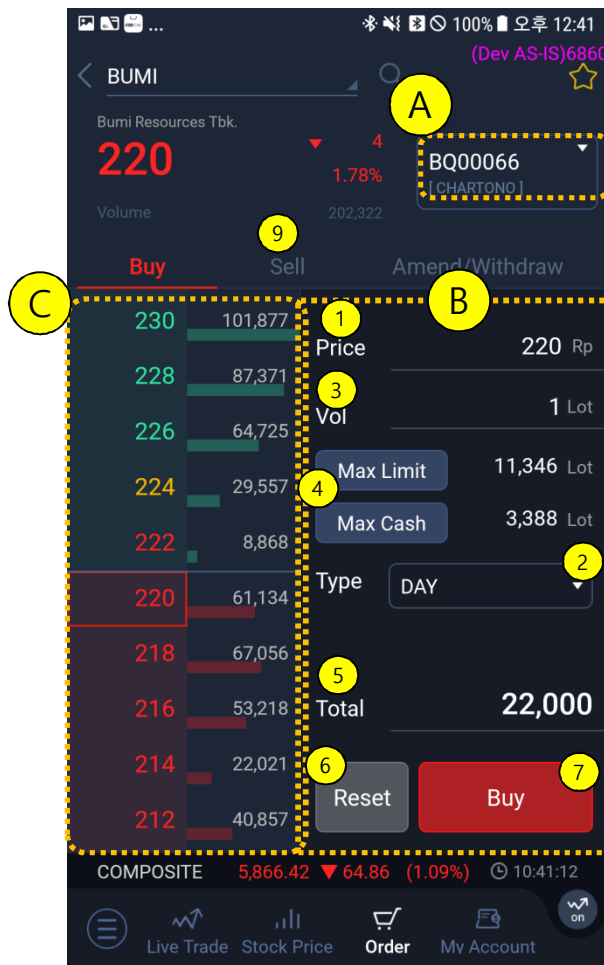 ... 100% 오후 12:41
(Dev AS-IS)6860
BUMI
A
Bumi Resources Tbk.
220 ▼ 4
1.78%
BQ00066
[ CHARTONO ]
Volume 202,322
9
Buy Sell Amend/Withdraw
C
B
230 101,877
228 87,371
226 64,725
224 29,557
222 8,868
220 61,134
218 67,056
216 53,218
214 22,021
212 40,857
1
Price 220 Rp
3
Vol 1 Lot
4
Max Limit 11,346 Lot
Max Cash 3,388 Lot
2
Type DAY
5
Total 22,000
6
7
Reset Buy
COMPOSITE 5,866.42 ▼ 64.86 (1.09%) 10:41:12
on
Live Trade Stock Price Order My Account